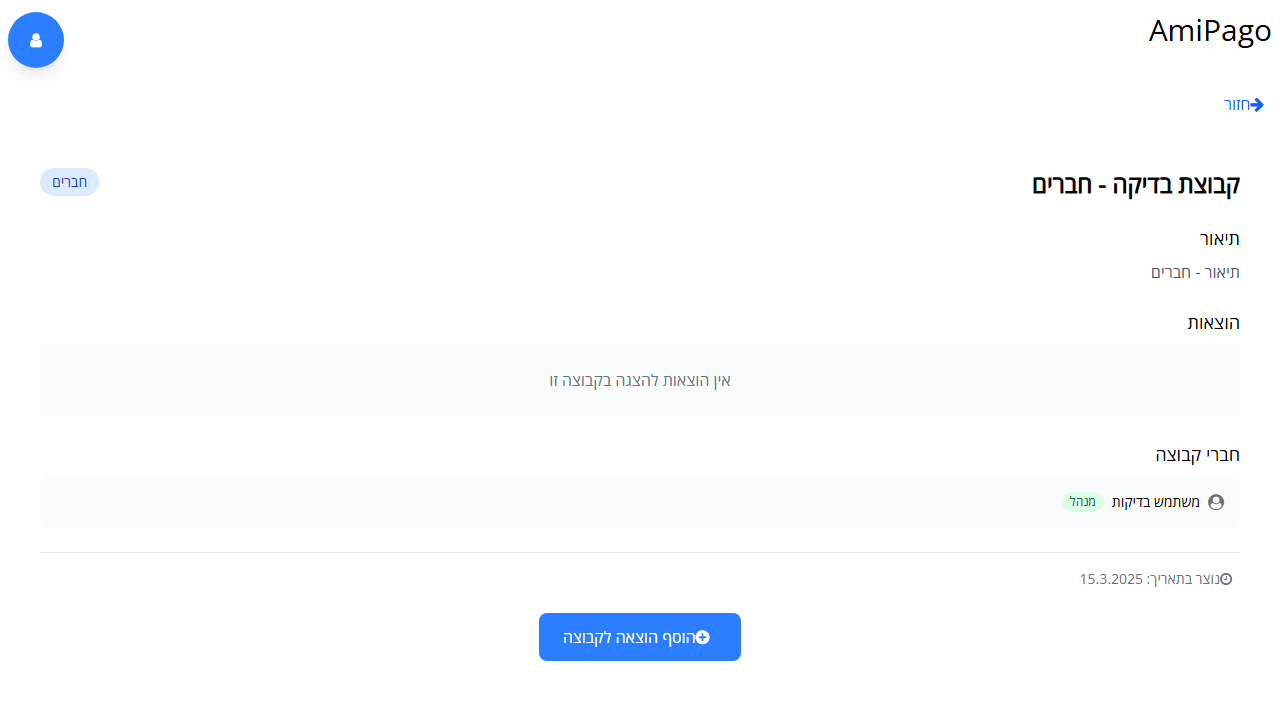 AmiPago
חזור
קבוצת בדיקה - חברים
חברים
תיאור
תיאור - חברים
הוצאות
אין הוצאות להצגה בקבוצה זו
חברי קבוצה
משתמש בדיקות מנהל
נוצר בתאריך: 15.3.2025
הוסף הוצאה לקבוצה